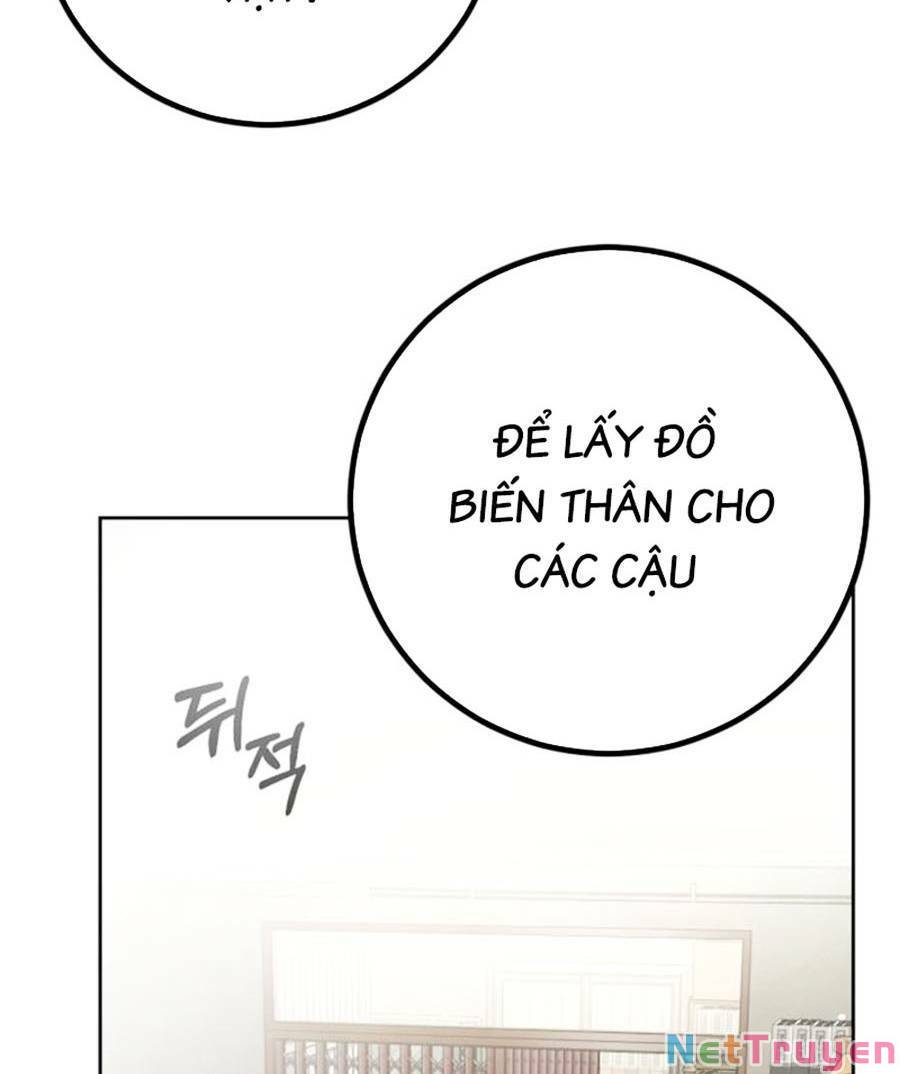 ĐỂ LẤY ĐỒ
BIẾN THÂN CHO
CÁC CẬU
뒤
적
NetTruyen